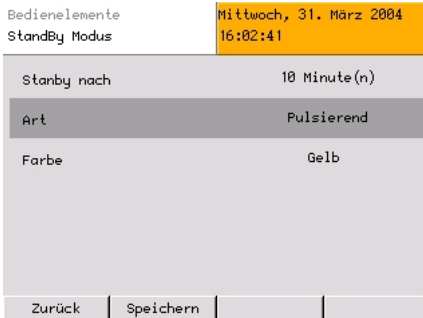 Bedienelemente
StandBy Modus
Mittwoch, 31. März 2004
16:02:41
Stanby nach 10 Minute(n)
Art Pulsierend
Farbe Gelb
Zurück Speichern